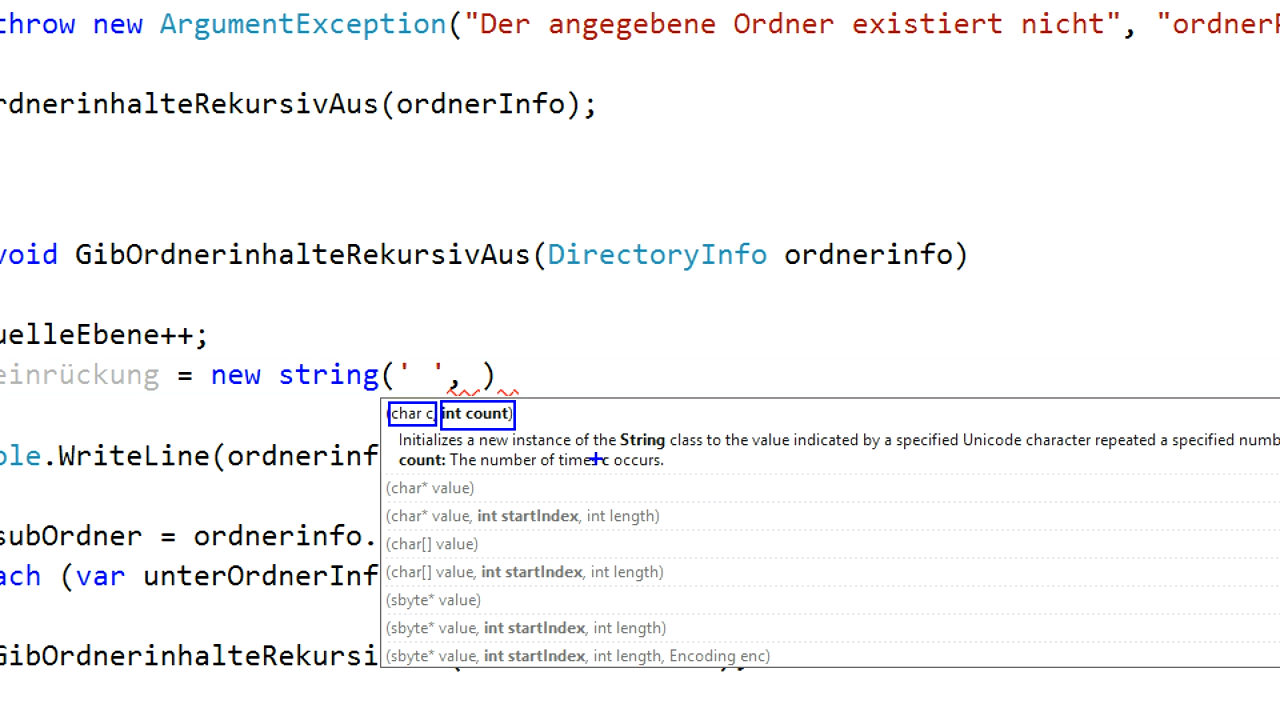 throw new ArgumentException("Der angegebene Ordner existiert nicht", "ordnerP
rdnerinhalteRekursivAus(ordnerInfo);
void GibOrdnerinhalteRekursivAus(DirectoryInfo ordnerinfo)
uelleEbene++;
einrückung = new string(' ', )
(char c, int count)
Initializes a new instance of the String class to the value indicated by a specified Unicode character repeated a specified numb
count: The number of times c occurs.
ole.WriteLine(ordnerinf
(char* value)
(char* value, int startIndex, int length)
subOrdner = ordnerinfo.
(char[] value)
each (var unterOrdnerInf
(char[] value, int startIndex, int length)
(sbyte* value)
(sbyte* value, int startIndex, int length)
GibOrdnerinhalteRekursi
(sbyte* value, int startIndex, int length, Encoding enc)